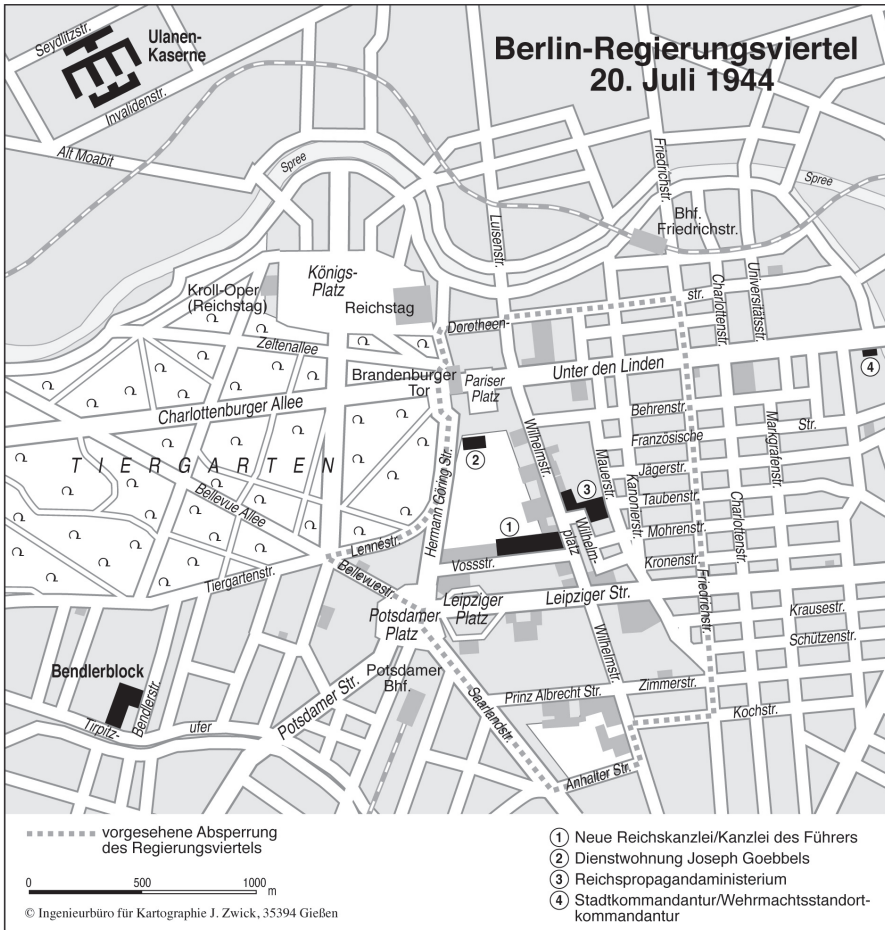 Berlin-Regierungsviertel
20. Juli 1944
Seydlitzstr.
Ulanen-
Kaserne
Invalidenstr.
Alt Moabit
Spree
Friedrichstr.
Spree
Bhf.
Friedrichstr.
Luisenstr.
Charlottenstr.
Universitätsstr.
Königs-
Platz
Kroll-Oper
(Reichstag)
Reichstag
Dorotheen-
str.
Zeltenallee
Brandenburger
Tor
Pariser
Platz
Unter den Linden
4
Charlottenburger Allee
Behrenstr.
Französische
Str.
Markgrafenstr.
Wilhelmstr.
Mauerstr.
Kanonierstr.
Jägerstr.
Taubenstr.
Mohrenstr.
Kronenstr.
Charlottenstr.
TIERGARTEN
Bellevue Allee
Hermann Göring Str.
2
3
1
Wilhelm-
platz
Lennéstr.
Vossstr.
Tiergartenstr.
Bellevuestr.
Leipziger
Platz
Leipziger Str.
Friedrichstr.
Krausestr.
Schützenstr.
Potsdamer
Platz
Wilhelmstr.
Bendlerblock
Bendlerstr.
Tirpitz-
ufer
Potsdamer Str.
Potsdamer
Bhf.
Saarlandstr.
Prinz Albrecht Str.
Zimmerstr.
Kochstr.
Anhalter Str.
vorgesehene Absperrung
des Regierungsviertels
0 500 1000 m
© Ingenieurbüro für Kartographie J. Zwick, 35394 Gießen
1 Neue Reichskanzlei/Kanzlei des Führers
2 Dienstwohnung Joseph Goebbels
3 Reichspropagandaministerium
4 Stadtkommandantur/Wehrmachtsstandort-
kommandantur